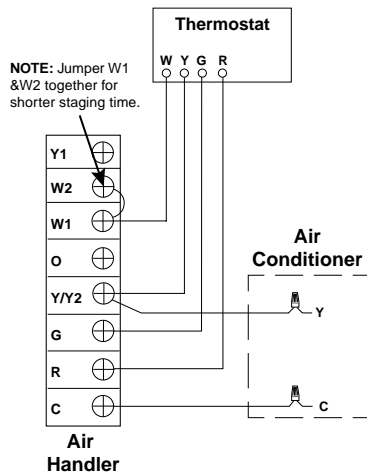 Thermostat
W Y G R
NOTE: Jumper W1
&W2 together for
shorter staging time.
Y1
W2
W1
O
Y/Y2
G
R
C
Air
Conditioner
Y
C
Air
Handler